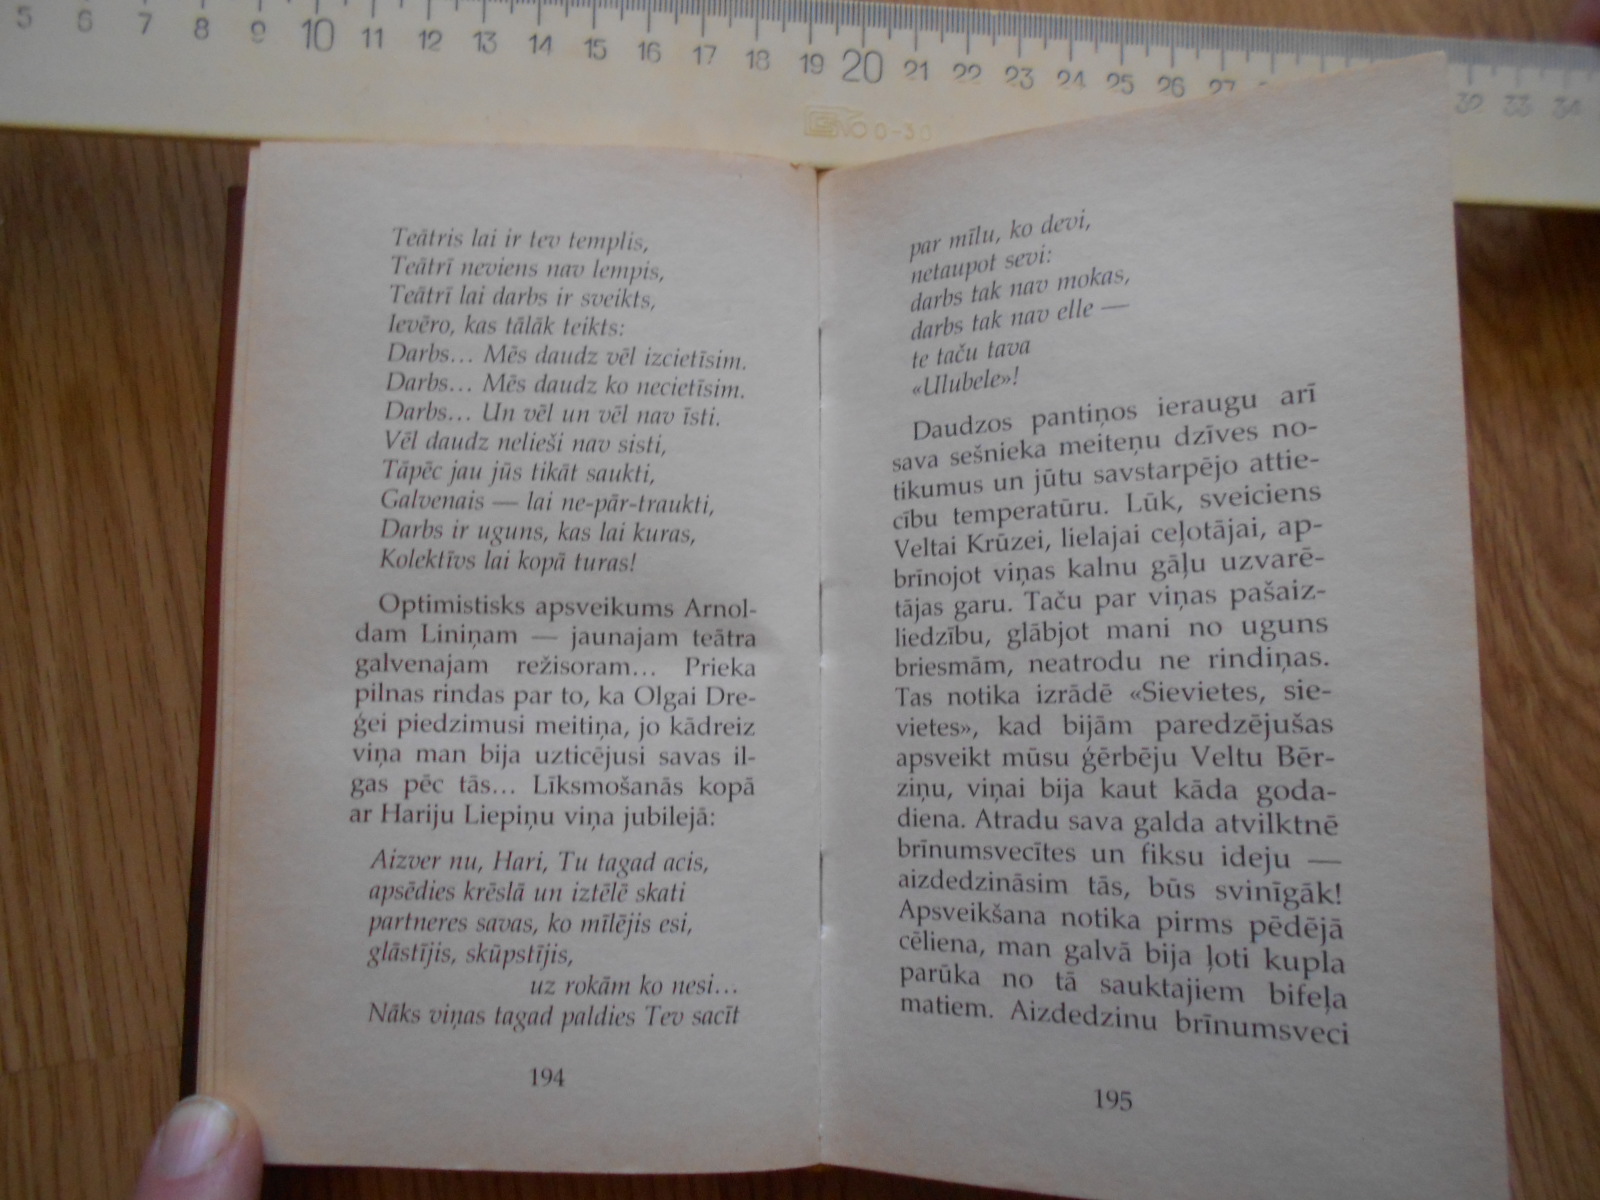 5 6 7 8 9 10 11 12 13 14 15 16 17 18 19 20 21 22 23 24 25 26 27 32 33 34
Teātris lai ir tev templis,
Teātrī neviens nav lempis,
Teātrī lai darbs ir sveikts,
Ievēro, kas tālāk teikts:
Darbs... Mēs daudz vēl izcietīsim.
Darbs... Mēs daudz ko necietīsim.
Darbs... Un vēl un vēl nav īsti.
Vēl daudz nelieši nav sisti,
Tāpēc jau jūs tikāt saukti,
Galvenais — lai ne-pār-traukti,
Darbs ir uguns, kas lai kuras,
Kolektīvs lai kopā turas!
Optimistisks apsveikums Arnol-
dam Liniņam — jaunajam teātra
galvenajam režisoram... Prieka
pilnas rindas par to, ka Olgai Dre-
ģei piedzimusi meitiņa, jo kādreiz
viņa man bija uzticējusi savas il-
gas pēc tās... Līksmošanās kopā
ar Hariju Liepiņu viņa jubilejā:
Aizver nu, Hari, Tu tagad acis,
apsēdies krēslā un iztēlē skati
partneres savas, ko mīlējis esi,
glāstījis, skūpstījis,
uz rokām ko nesi...
Nāks viņas tagad paldies Tev sacīt
194
par mīlu, ko devi,
netaupot sevi:
darbs tak nav mokas,
darbs tak nav elle —
te taču tava
«Ulubele»!
Daudzos pantiņos ieraugu arī
sava sešnieka meiteņu dzīves no-
tikumus un jūtu savstarpējo attie-
cību temperatūru. Lūk, sveiciens
Veltai Krūzei, lielajai ceļotājai, ap-
brīnojot viņas kalnu gāļu uzvarē-
tājas garu. Taču par viņas pašaiz-
liedzību, glābjot mani no uguns
briesmām, neatrodu ne rindiņas.
Tas notika izrādē «Sievietes, sie-
vietes», kad bijām paredzējušas
apsveikt mūsu ģērbēju Veltu Bēr-
ziņu, viņai bija kaut kāda goda-
diena. Atradu sava galda atvilktnē
brīnumsvecītes un fiksu ideju —
aizdedzināsim tās, būs svinīgāk!
Apsveikšana notika pirms pēdējā
cēliena, man galvā bija ļoti kupla
parūka no tā sauktajiem bifeļa
matiem. Aizdedzinu brīnumsveci
195